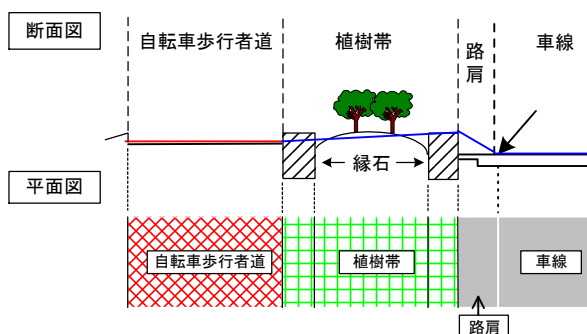 断面図
自転車歩行者道
植樹帯
路肩
車線
縁石
平面図
自転車歩行者道
植樹帯
車線
路肩